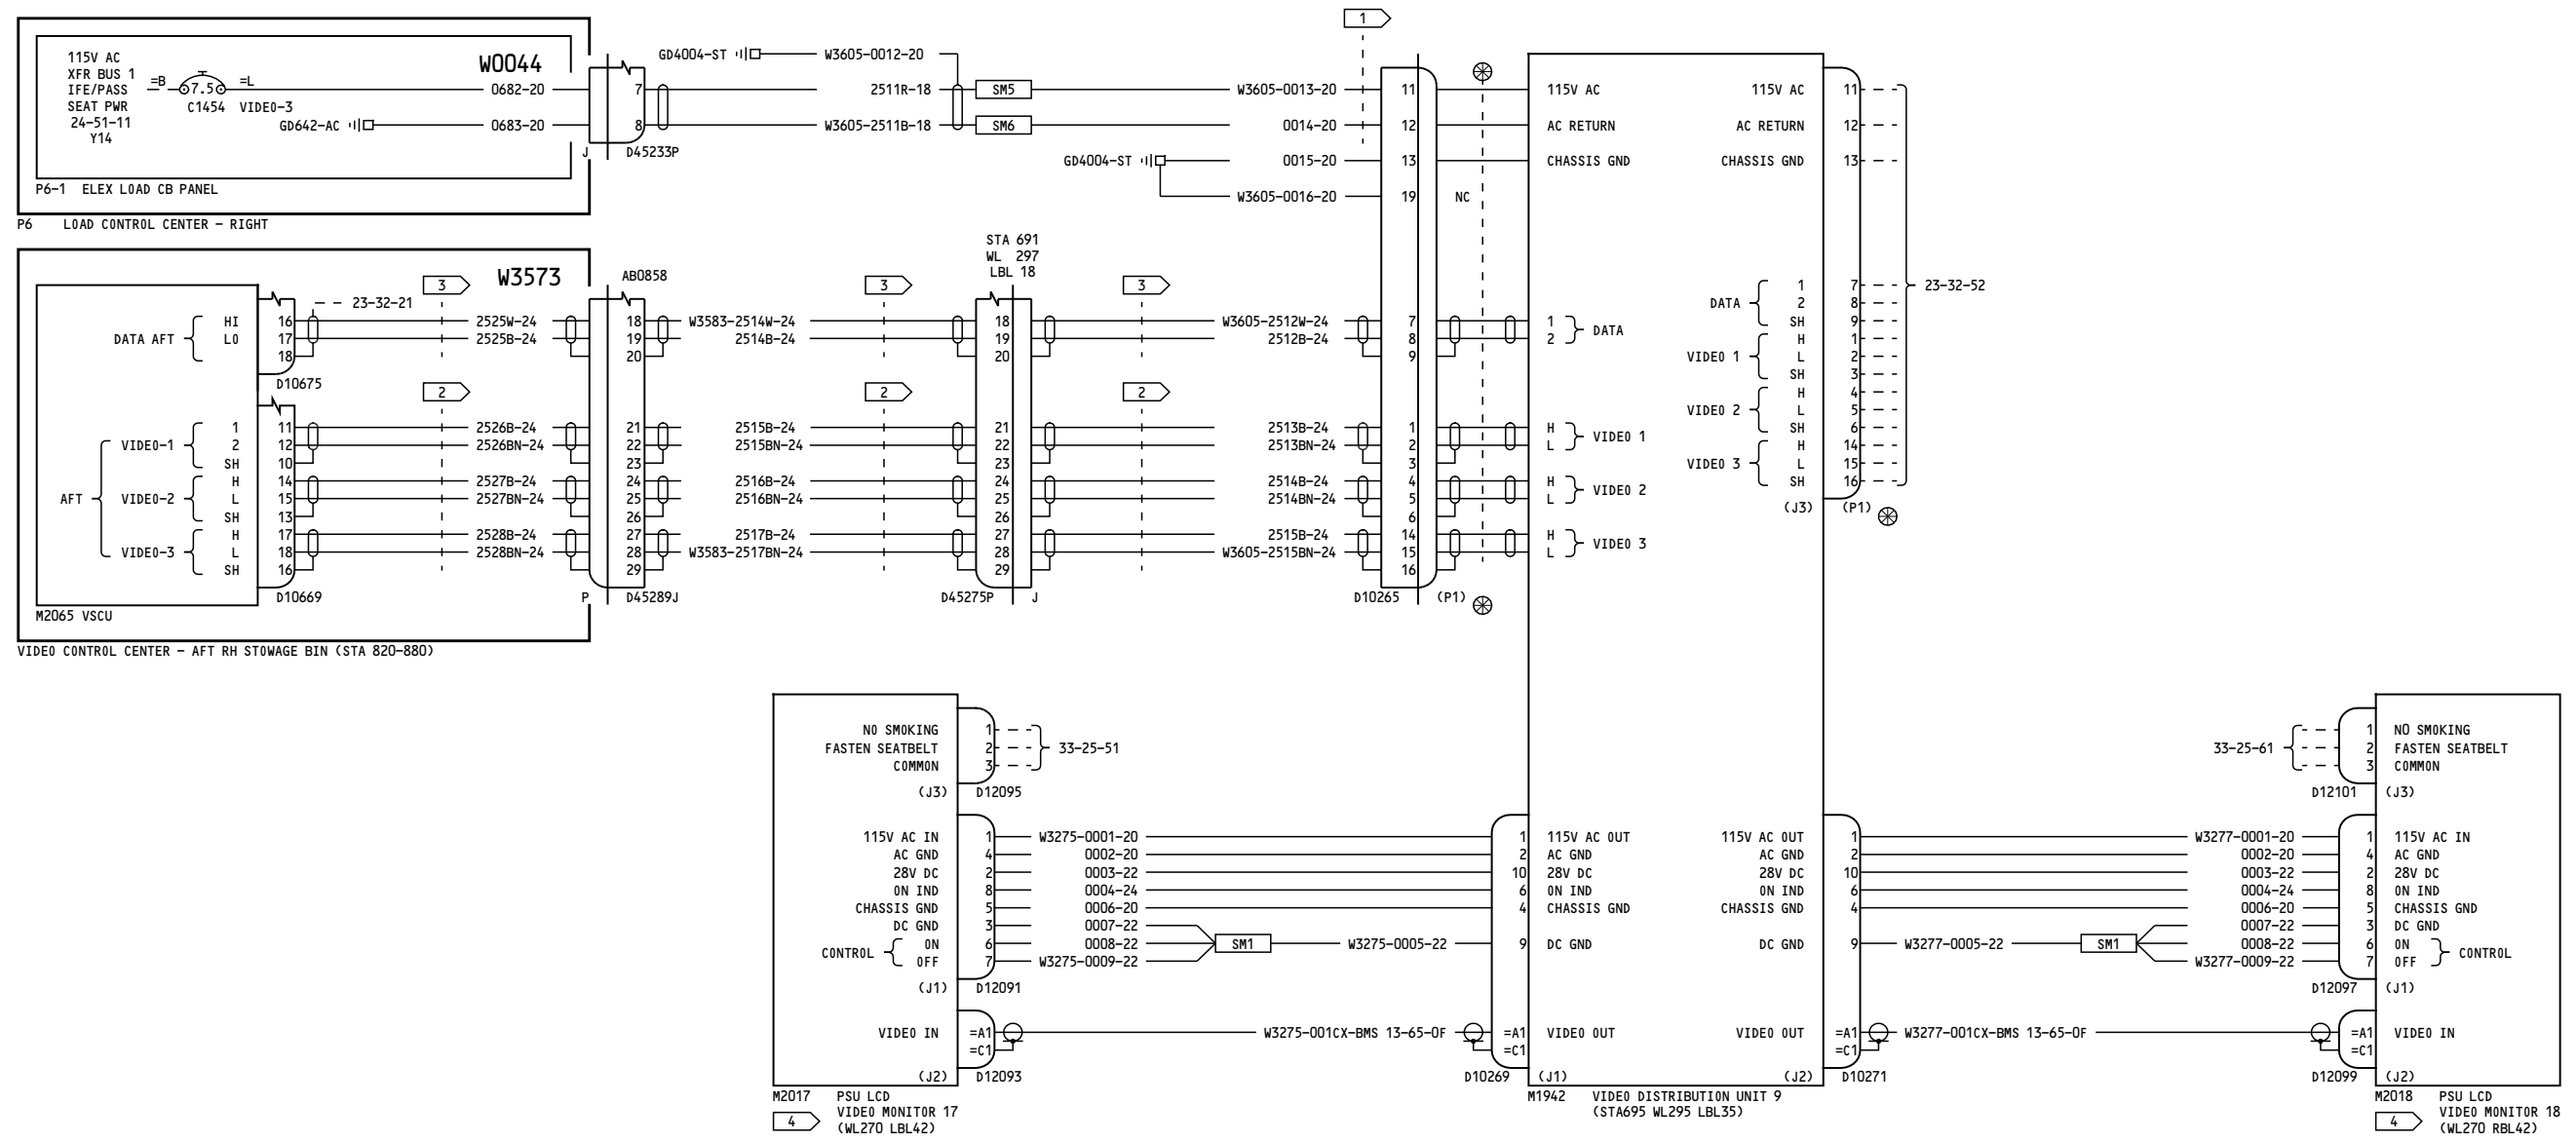 1
115V AC
XFR BUS 1
IFE/PASS
SEAT PWR
24-51-11
Y14
=B
7.5
=L
C1454 VIDEO-3
W0044
0682-20
GD642-AC
0683-20
J
P6-1 ELEX LOAD CB PANEL
P6 LOAD CONTROL CENTER - RIGHT
7
8
D45233P
GD4004-ST
W3605-0012-20
2511R-18
W3605-2511B-18
SM5
SM6
W3605-0013-20
0014-20
GD4004-ST
0015-20
W3605-0016-20
11
12
13
19
NC
115V AC
AC RETURN
CHASSIS GND
115V AC
AC RETURN
CHASSIS GND
11
12
13
W3573
AB0858
STA 691
WL 297
LBL 18
3
3
3
23-32-21
DATA AFT
HI
LO
16
17
18
D10675
2525W-24
2525B-24
18
19
20
W3583-2514W-24
2514B-24
18
19
20
W3605-2512W-24
2512B-24
7
8
9
1
2
DATA
2
2
2
AFT
VIDEO-1
1
2
SH
11
12
10
2526B-24
2526BN-24
21
22
23
2515B-24
2515BN-24
21
22
23
2513B-24
2513BN-24
1
2
3
H
L
VIDEO 1
VIDEO-2
H
L
SH
14
15
13
2527B-24
2527BN-24
24
25
26
2516B-24
2516BN-24
24
25
26
2514B-24
2514BN-24
4
5
6
H
L
VIDEO 2
VIDEO-3
H
L
SH
17
18
16
2528B-24
2528BN-24
27
28
29
2517B-24
W3583-2517BN-24
27
28
29
2515B-24
W3605-2515BN-24
14
15
16
H
L
VIDEO 3
D10669
P
D45289J
D45275P
J
D10265
(P1)
M2065 VSCU
VIDEO CONTROL CENTER - AFT RH STOWAGE BIN (STA 820-880)
DATA
1
2
SH
7
8
9
VIDEO 1
H
L
SH
1
2
3
VIDEO 2
H
L
SH
4
5
6
VIDEO 3
H
L
SH
14
15
16
(J3)
(P1)
23-32-52
NO SMOKING
FASTEN SEATBELT
COMMON
1
2
3
33-25-51
(J3)
D12095
115V AC IN 1 W3275-0001-20
AC GND 4 0002-20
28V DC 2 0003-22
ON IND 8 0004-24
CHASSIS GND 5 0006-20
DC GND 3 0007-22
CONTROL
ON 6 0008-22
OFF 7 W3275-0009-22
SM1
W3275-0005-22
(J1)
D12091
VIDEO IN
=A1
=C1
W3275-001CX-BMS 13-65-0F
(J2)
D12093
M2017 PSU LCD
VIDEO MONITOR 17
4
(WL270 LBL42)
1 115V AC OUT
2 AC GND
10 28V DC
6 ON IND
4 CHASSIS GND
9 DC GND
=A1 VIDEO OUT
=C1
D10269
(J1)
115V AC OUT 1
AC GND 2
28V DC 10
ON IND 6
CHASSIS GND 4
DC GND 9
VIDEO OUT =A1
=C1
(J2)
D10271
M1942 VIDEO DISTRIBUTION UNIT 9
(STA695 WL295 LBL35)
33-25-61
1
2
3
NO SMOKING
FASTEN SEATBELT
COMMON
D12101
(J3)
W3277-0001-20 1 115V AC IN
0002-20 4 AC GND
0003-22 2 28V DC
0004-24 8 ON IND
0006-20 5 CHASSIS GND
0007-22 3 DC GND
W3277-0005-22
SM1
0008-22 6 ON
W3277-0009-22 7 OFF
CONTROL
D12097
(J1)
W3277-001CX-BMS 13-65-0F
=A1
=C1
VIDEO IN
D12099
(J2)
M2018 PSU LCD
VIDEO MONITOR 18
4
(WL270 RBL42)